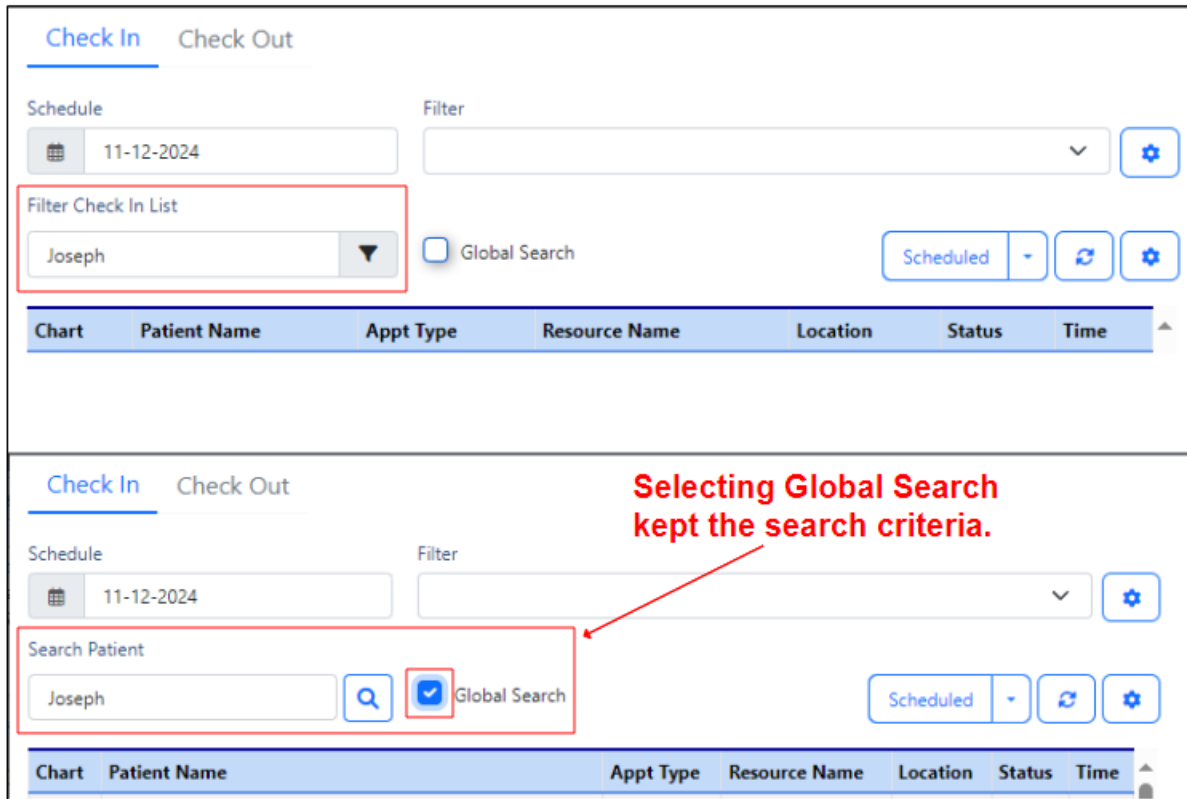 Check In Check Out
Schedule Filter
11-12-2024
Filter Check In List
Joseph Global Search Scheduled
Chart Patient Name Appt Type Resource Name Location Status Time
Check In Check Out
Selecting Global Search
kept the search criteria.
Schedule Filter
11-12-2024
Search Patient
Joseph Global Search Scheduled
Chart Patient Name Appt Type Resource Name Location Status Time